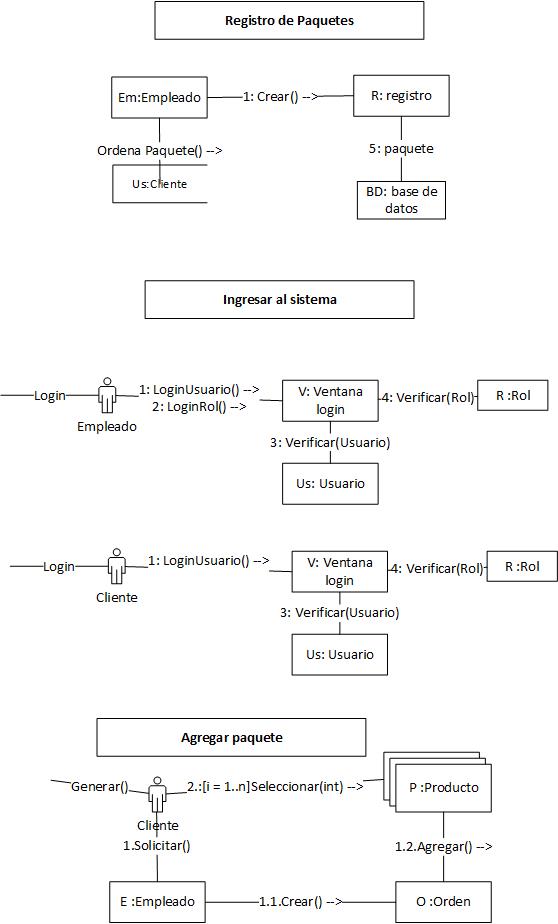 Registro de Paquetes
Em:Empleado
1: Crear() -->
R: registro
Ordena Paquete() -->
5: paquete
Us:Cliente
BD: base de
datos
Ingresar al sistema
Login
1: LoginUsuario() -->
2: LoginRol() -->
V: Ventana
login
4: Verificar(Rol)
R :Rol
Empleado
3: Verificar(Usuario)
Us: Usuario
Login
1: LoginUsuario() -->
V: Ventana
login
4: Verificar(Rol)
R :Rol
Cliente
3: Verificar(Usuario)
Us: Usuario
Agregar paquete
Generar()
2.:[i = 1..n]Seleccionar(int) -->
P :Producto
Cliente
1.Solicitar()
1.2.Agregar() -->
E :Empleado
1.1.Crear() -->
O :Orden